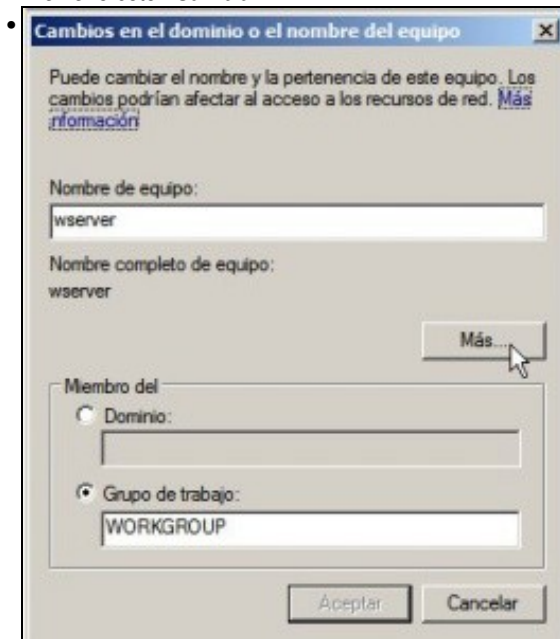 Cambios en el dominio o el nombre del equipo
Puede cambiar el nombre y la pertenencia de este equipo. Los
cambios podrían afectar al acceso a los recursos de red. Más
información
Nombre de equipo:
wserver
Nombre completo de equipo:
wserver
Más...
Miembro del
Dominio:
Grupo de trabajo:
WORKGROUP
Aceptar
Cancelar